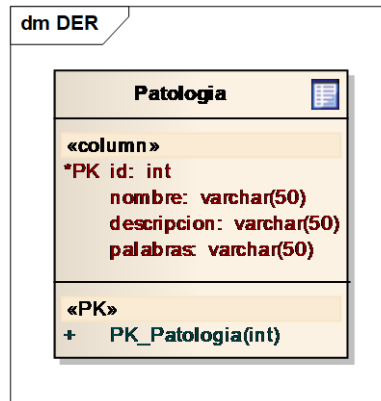 dm DER
Patologia
«column»
*PK id: int
nombre: varchar(50)
descripcion: varchar(50)
palabras: varchar(50)
«PK»
+ PK_Patologia(int)